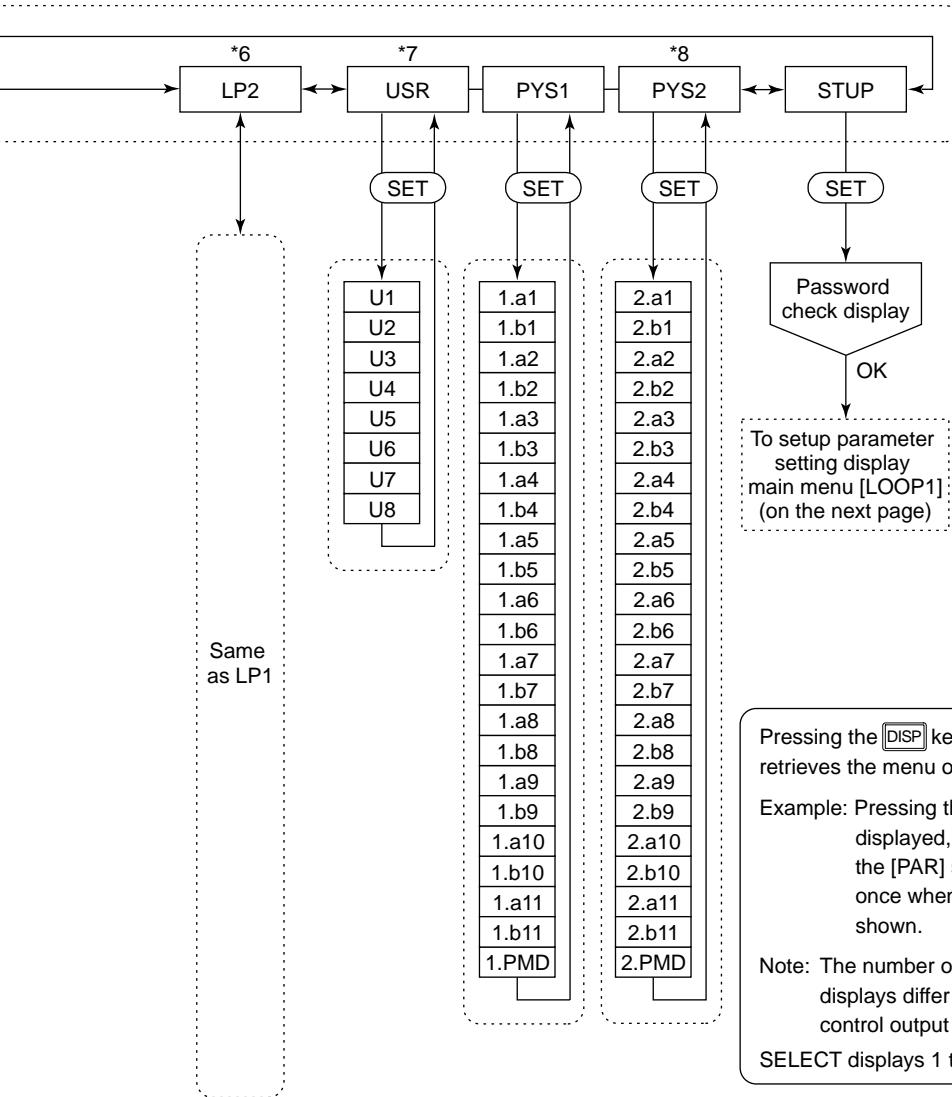 *6
*7
*8
LP2
USR
PYS1
PYS2
STUP
SET
SET
SET
SET
Same
as LP1
U1
U2
U3
U4
U5
U6
U7
U8
1.a1
1.b1
1.a2
1.b2
1.a3
1.b3
1.a4
1.b4
1.a5
1.b5
1.a6
1.b6
1.a7
1.b7
1.a8
1.b8
1.a9
1.b9
1.a10
1.b10
1.a11
1.b11
1.PMD
2.a1
2.b1
2.a2
2.b2
2.a3
2.b3
2.a4
2.b4
2.a5
2.b5
2.a6
2.b6
2.a7
2.b7
2.a8
2.b8
2.a9
2.b9
2.a10
2.b10
2.a11
2.b11
2.PMD
Password
check display
OK
To setup parameter
setting display
main menu [LOOP1]
(on the next page)
Pressing the DISP
retrieves the menu
Example: Pressing
displayed,
the [PAR]
once
shown.
Note: The number
displays differ
control output
SELECT displays 1